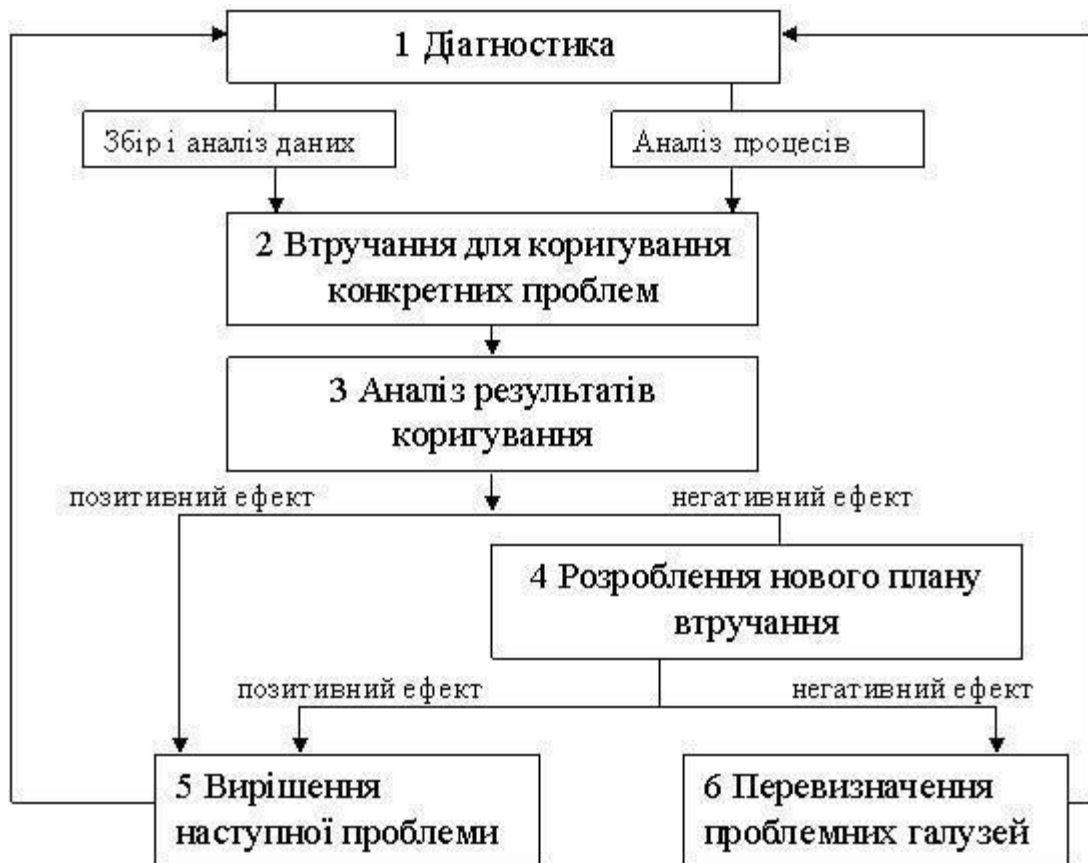 1 Діагностика
Збір і аналіз даних
Аналіз процесів
2 Втручання для коригування
конкретних проблем
3 Аналіз результатів
коригування
позитивний ефект
негативний ефект
4 Розроблення нового плану
втручання
позитивний ефект
негативний ефект
5 Вирішення
наступної проблеми
6 Перевизначення
проблемних галузей